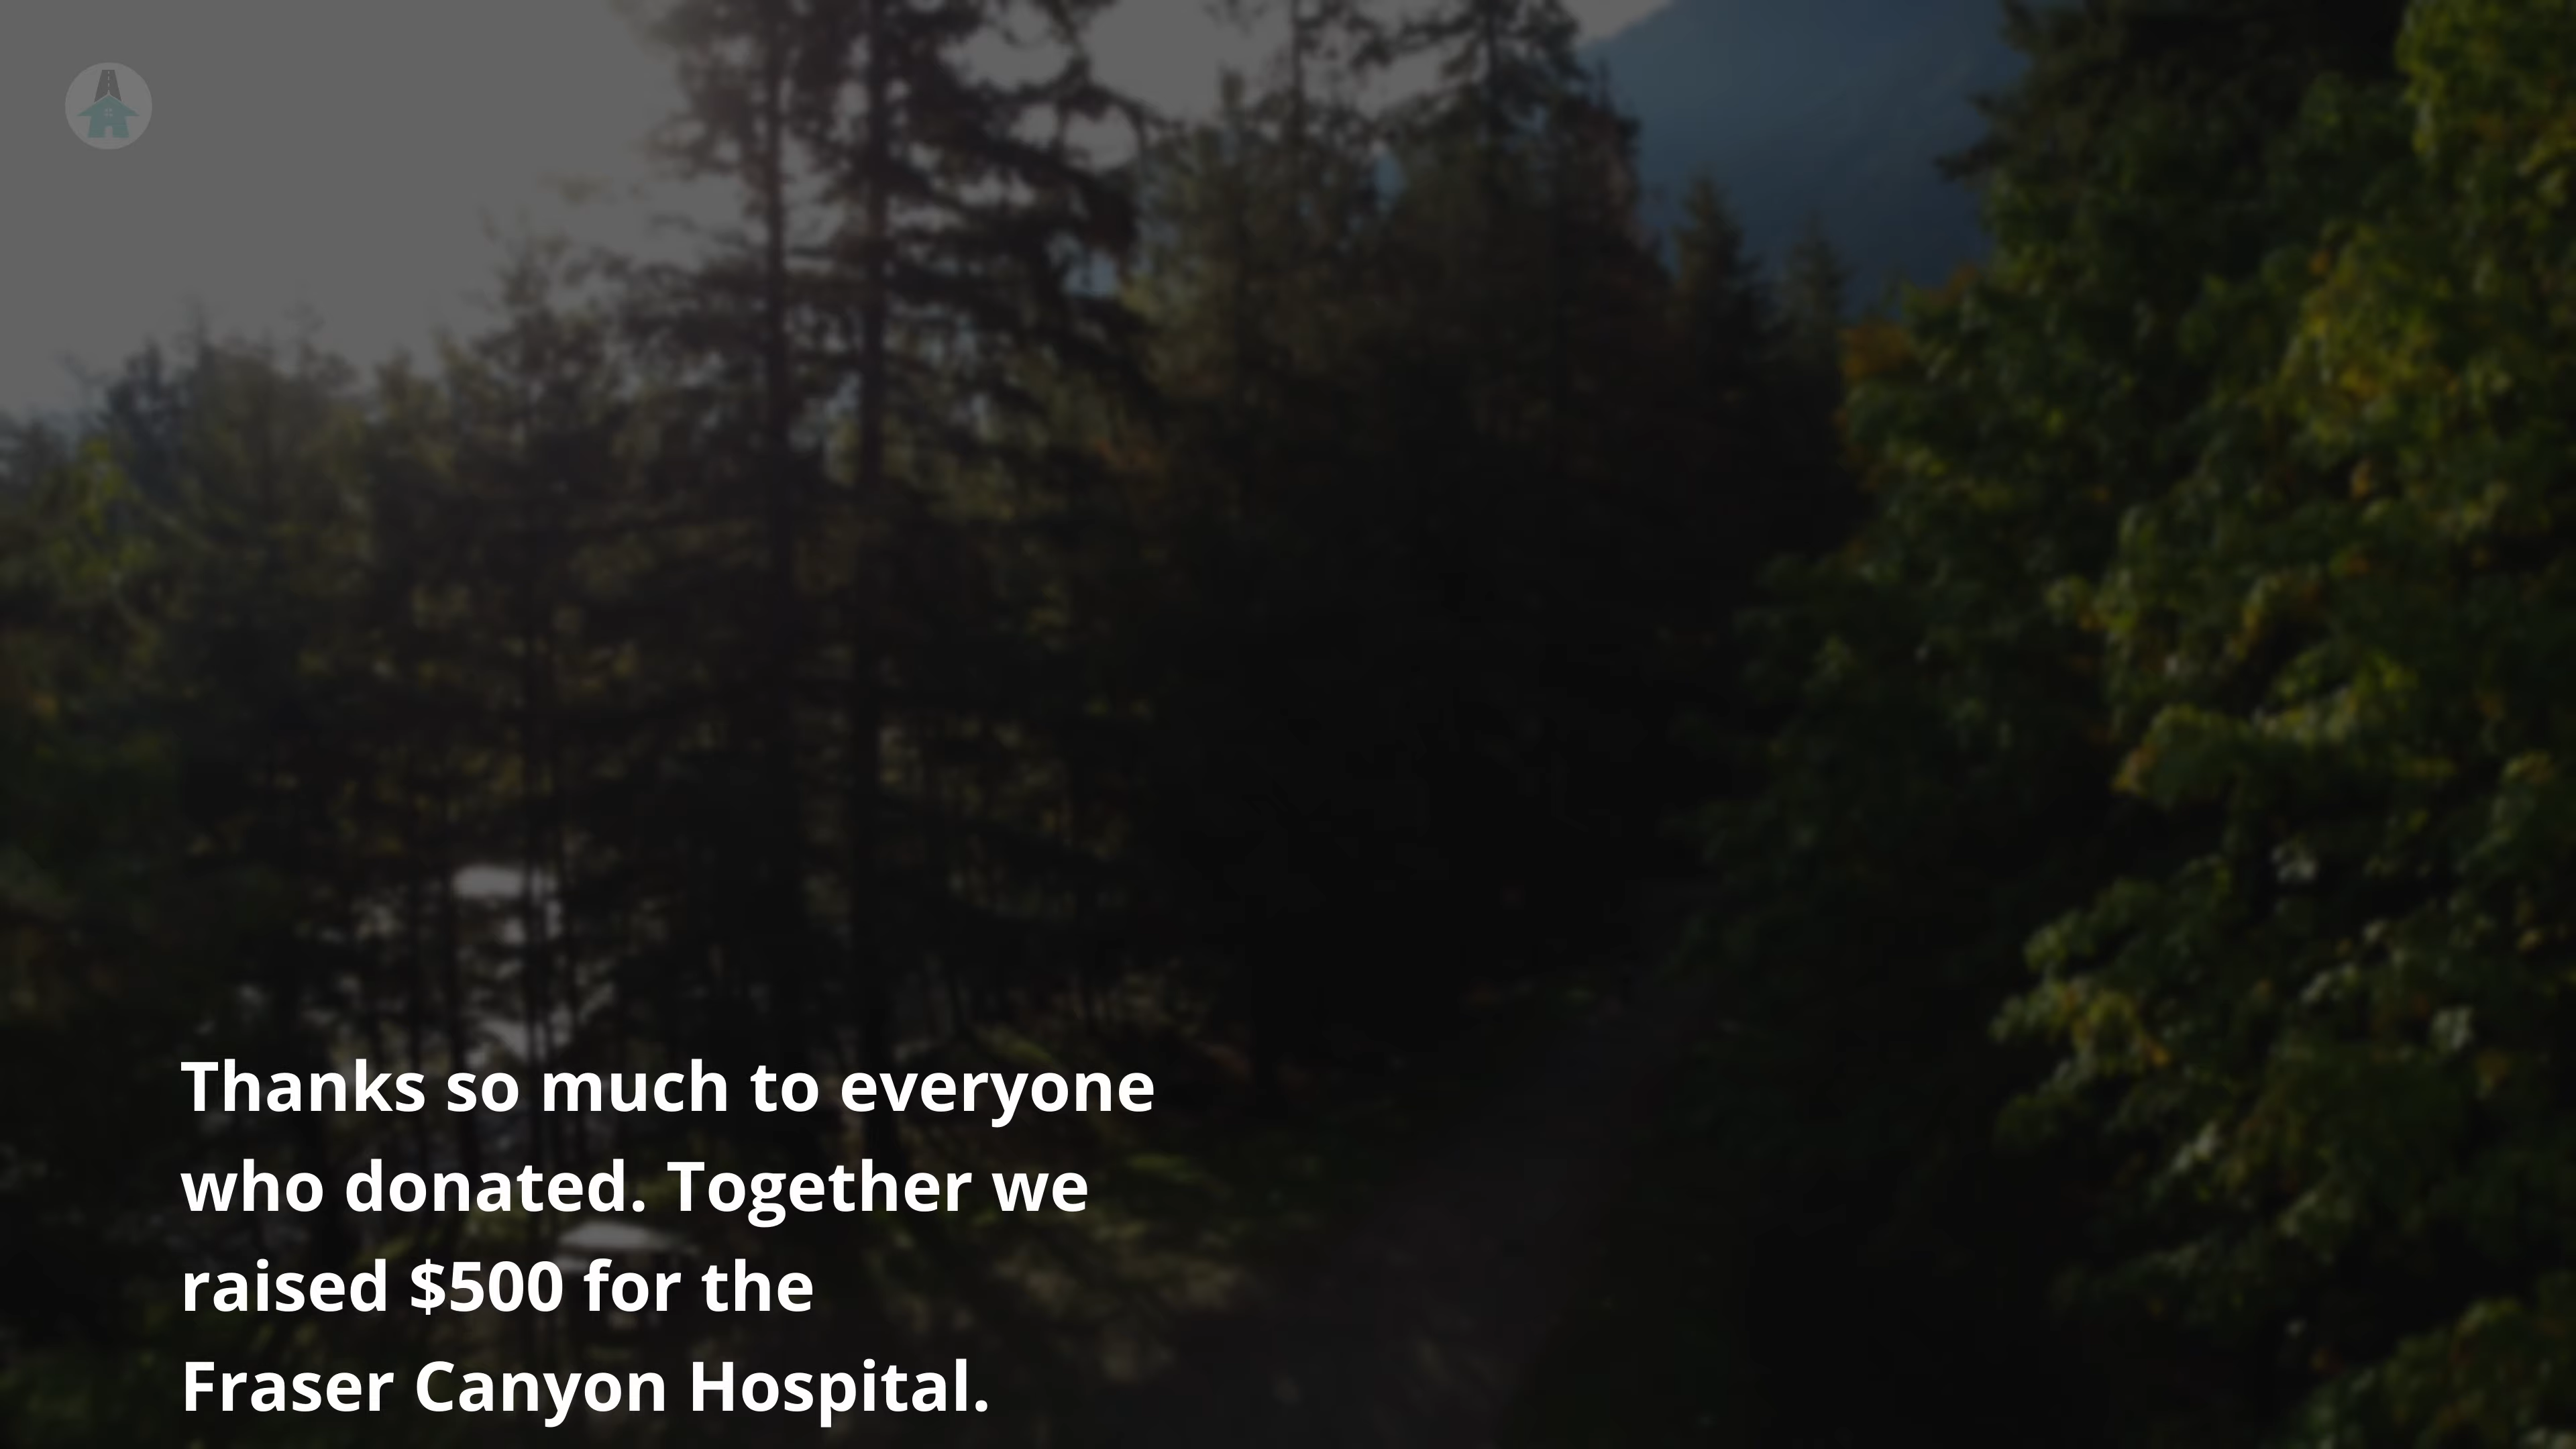 Thanks so much to everyone
who donated. Together we
raised $500 for the
Fraser Canyon Hospital.